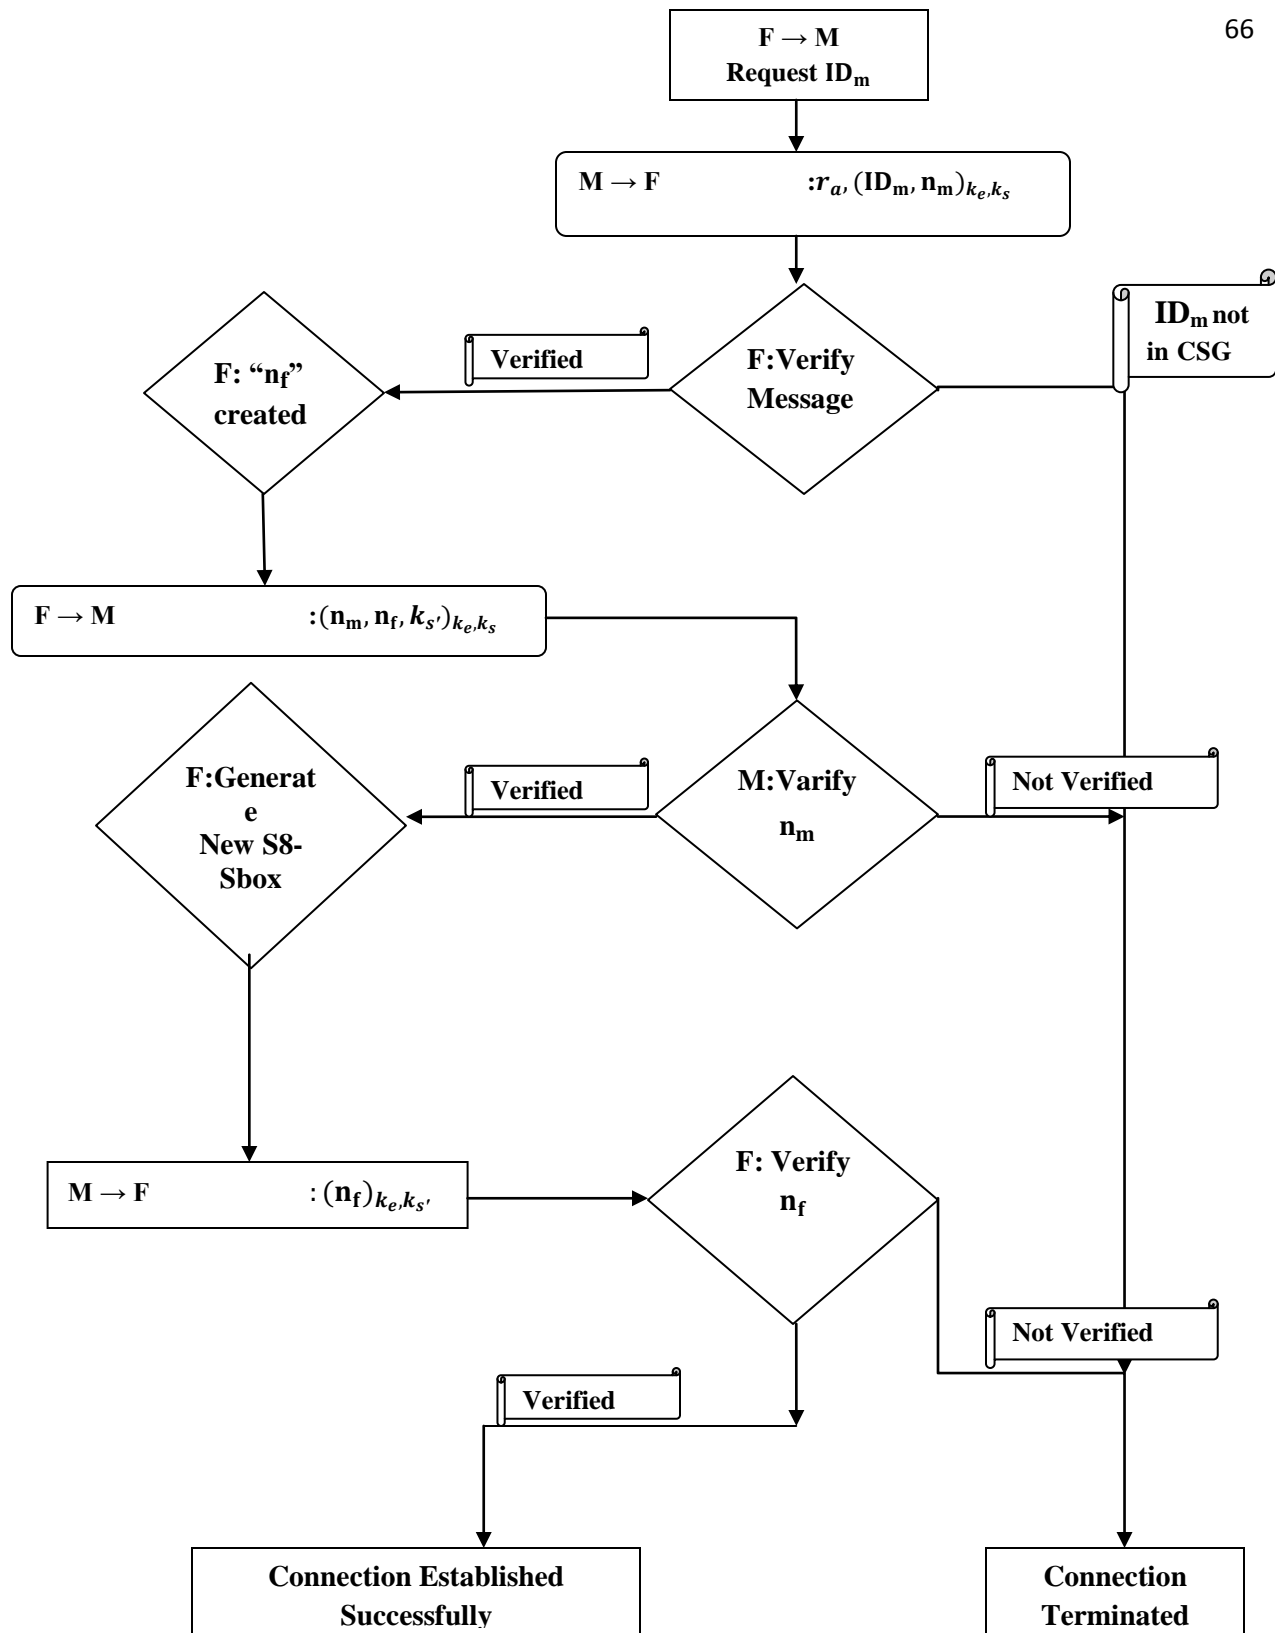 66
F → M
Request ID_m
M → F :r_a, (ID_m, n_m)_{k_e,k_s}
ID_m not
in CSG
Verified
F:Verify
Message
F: “n_f”
created
F → M :(n_m, n_f, k_{s'})_{k_e,k_s}
F:Generat
e
New S8-
Sbox
Verified
M:Varify
n_m
Not Verified
F: Verify
n_f
M → F : (n_f)_{k_e,k_{s'}}
Not Verified
Verified
Connection Established
Successfully
Connection
Terminated